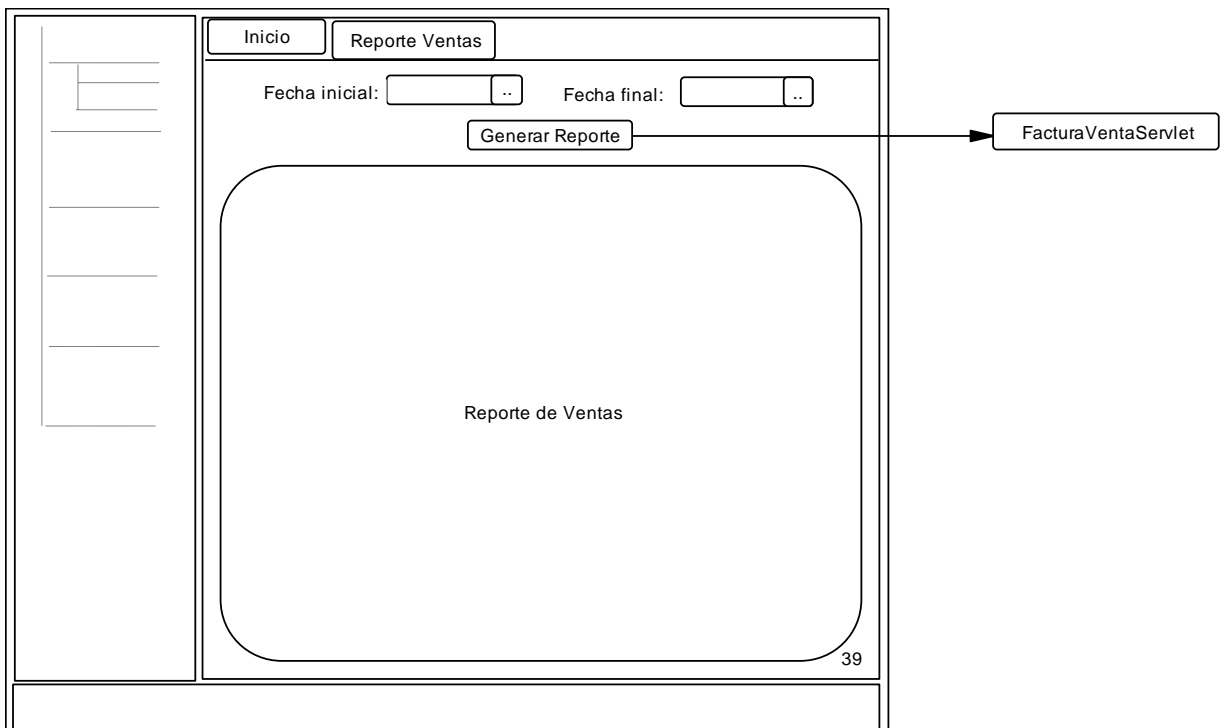 Inicio
Reporte Ventas
Fecha inicial: ..
Fecha final: ..
Generar Reporte
FacturaVentaServlet
Reporte de Ventas
39